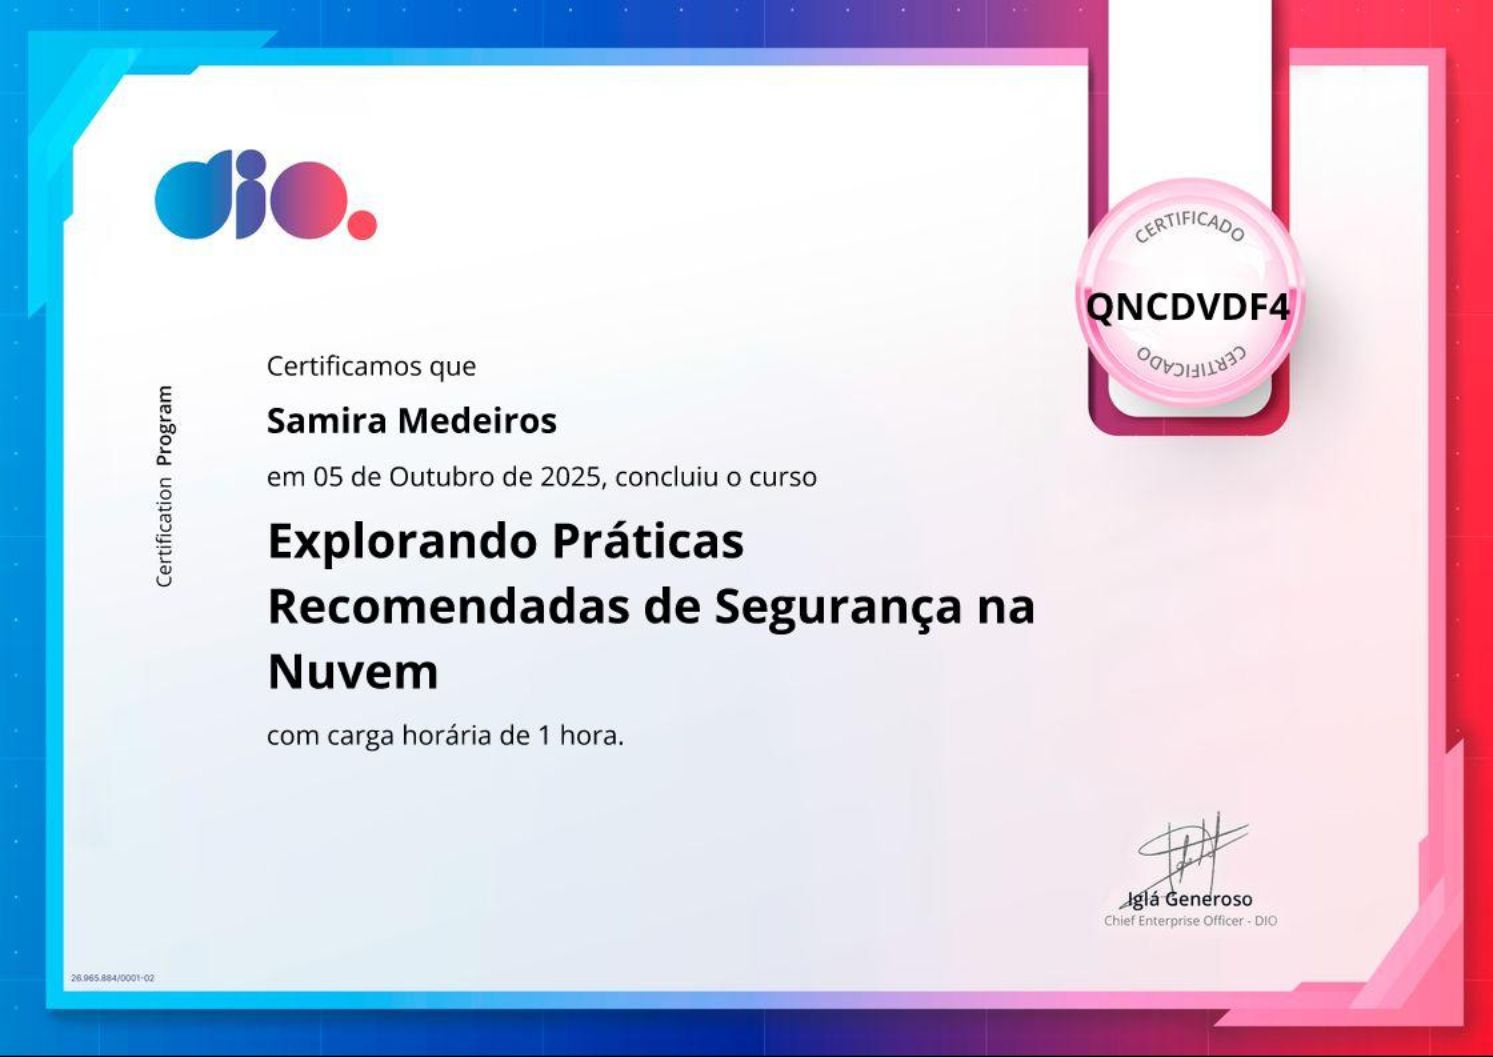 dio.
CERTIFICADO
QNCDVDF4
CERTIFICADO
Certification Program
Certificamos que
Samira Medeiros
em 05 de Outubro de 2025, concluiu o curso
Explorando Práticas
Recomendadas de Segurança na
Nuvem
com carga horária de 1 hora.
Iglá Generoso
Chief Enterprise Officer - DIO
26.965.884/0001-02